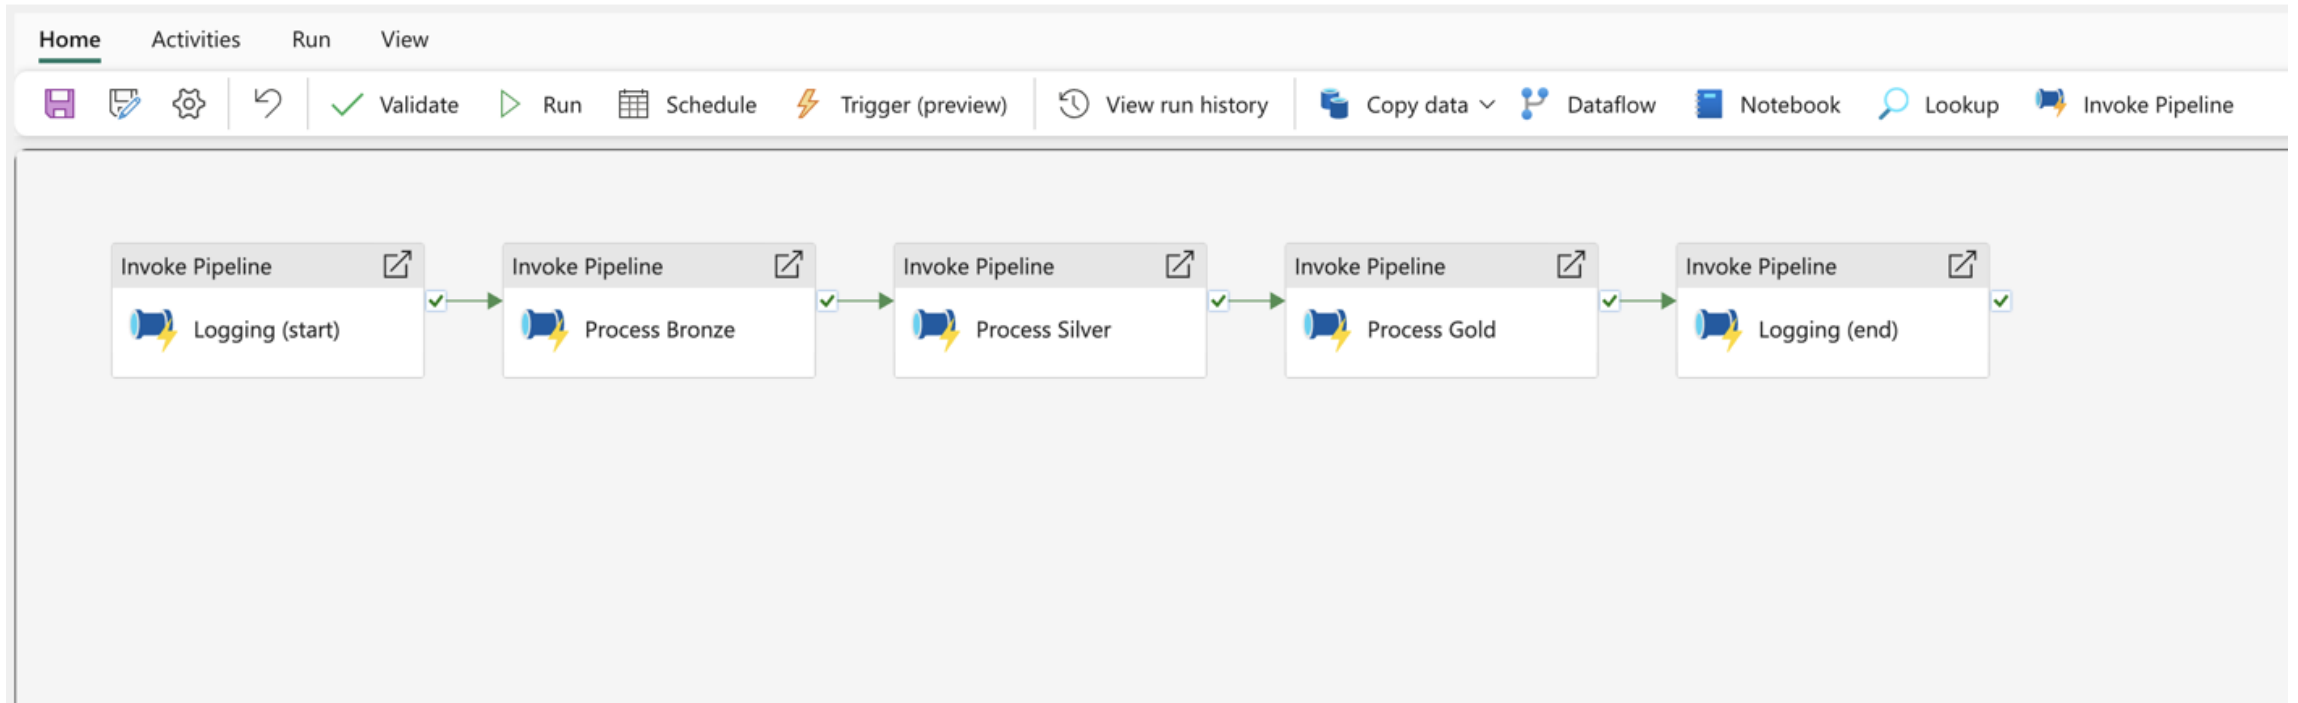 Home Activities Run View
Validate Run Schedule Trigger (preview) View run history Copy data Dataflow Notebook Lookup Invoke Pipeline
Invoke Pipeline Invoke Pipeline Invoke Pipeline Invoke Pipeline Invoke Pipeline
Logging (start) Process Bronze Process Silver Process Gold Logging (end)